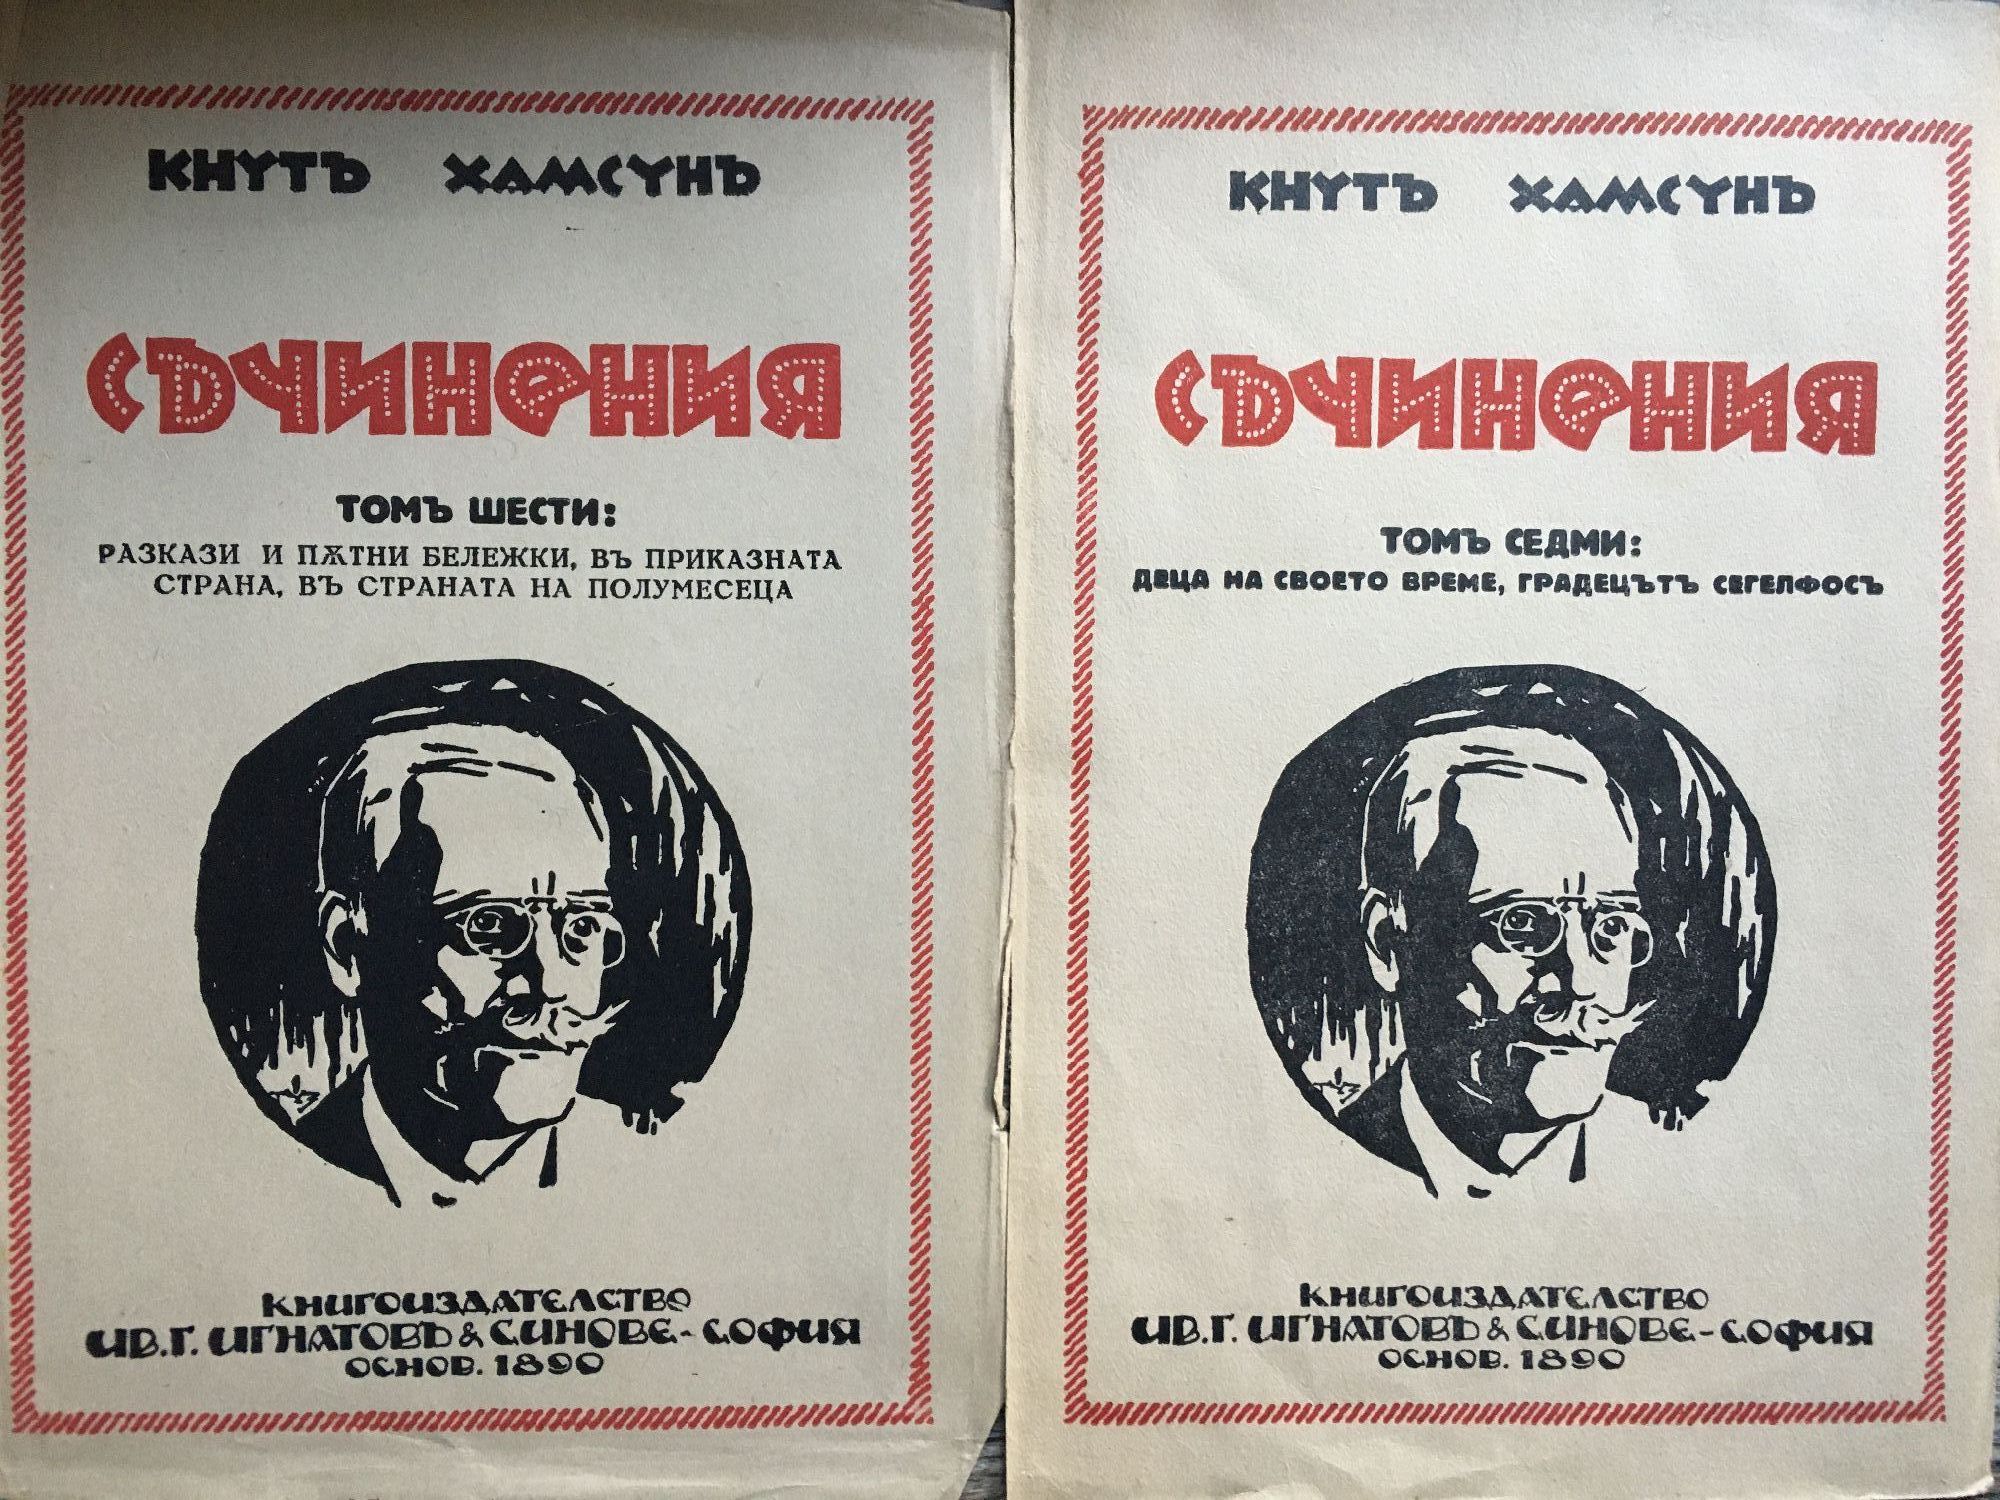 КНУТЪ ХАМСУНЪ
СЪЧИНЕНИЯ
ТОМЪ ШЕСТИ:
РАЗКАЗИ И ПѪТНИ БЕЛЕЖКИ, ВЪ ПРИКАЗНАТА
СТРАНА, ВЪ СТРАНАТА НА ПОЛУМЕСЕЦА
КНИГОИЗДАТЕЛСТВО
ИВ. Г. ИГНАТОВЪ & СИНОВЕ - СОФИЯ
ОСНОВ. 1890
КНУТЪ ХАМСУНЪ
СЪЧИНЕНИЯ
ТОМЪ СЕДМИ:
ДЕЦА НА СВОЕТО ВРЕМЕ, ГРАДЕЦЪТЪ СЕГЕЛФОСЪ
КНИГОИЗДАТЕЛСТВО
ИВ. Г. ИГНАТОВЪ & СИНОВЕ - СОФИЯ
ОСНОВ. 1890